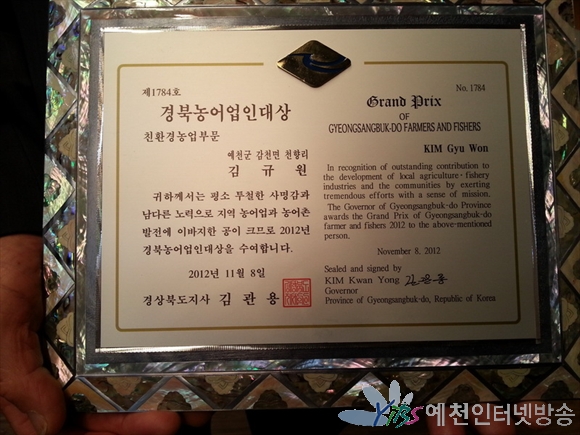 제1784호
경북농어업인대상
친환경농업부문
예천군 감천면 천향리
김 규 원
귀하께서는 평소 투철한 사명감과
남다른 노력으로 지역 농어업과 농어촌
발전에 이바지한 공이 크므로 2012년
경북농어업인대상을 수여합니다.
2012년 11월 8일
경상북도지사 김 관 용
No. 1784
Grand Prix
OF
GYEONGSANGBUK-DO FARMERS AND FISHERS
KIM Gyu Won
In recognition of outstanding contribution to
the development of local agriculture·fishery
industries and the communities by exerting
tremendous efforts with a sense of mission.
The Governor of Gyeongsangbuk-do Province
awards the Grand Prix of Gyeongsangbuk-do
farmer and fishers 2012 to the above-mentioned
person.
November 8, 2012
Sealed and signed by
KIM Kwan Yong 김관용
Governor
Province of Gyeongsangbuk-do, Republic of Korea
YIBS 예천인터넷방송